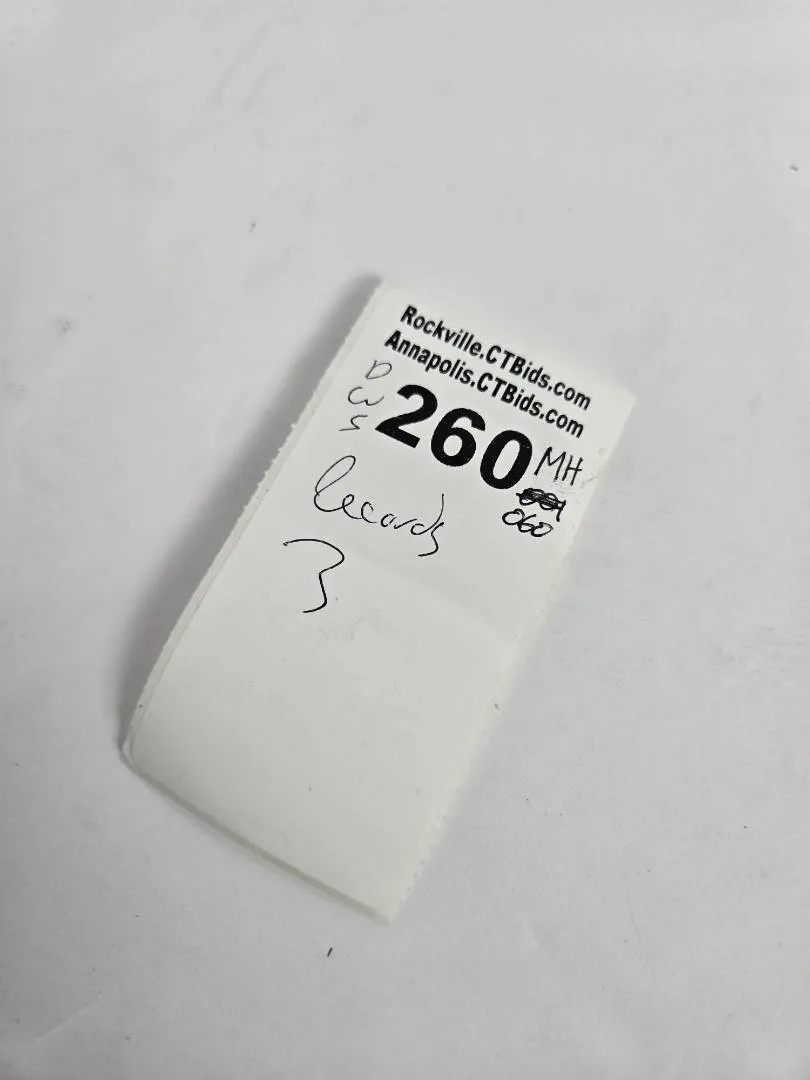 Rockville.CTBids.com
Annapolis.CTBids.com
D
W
S
260 MH
060
Records
3